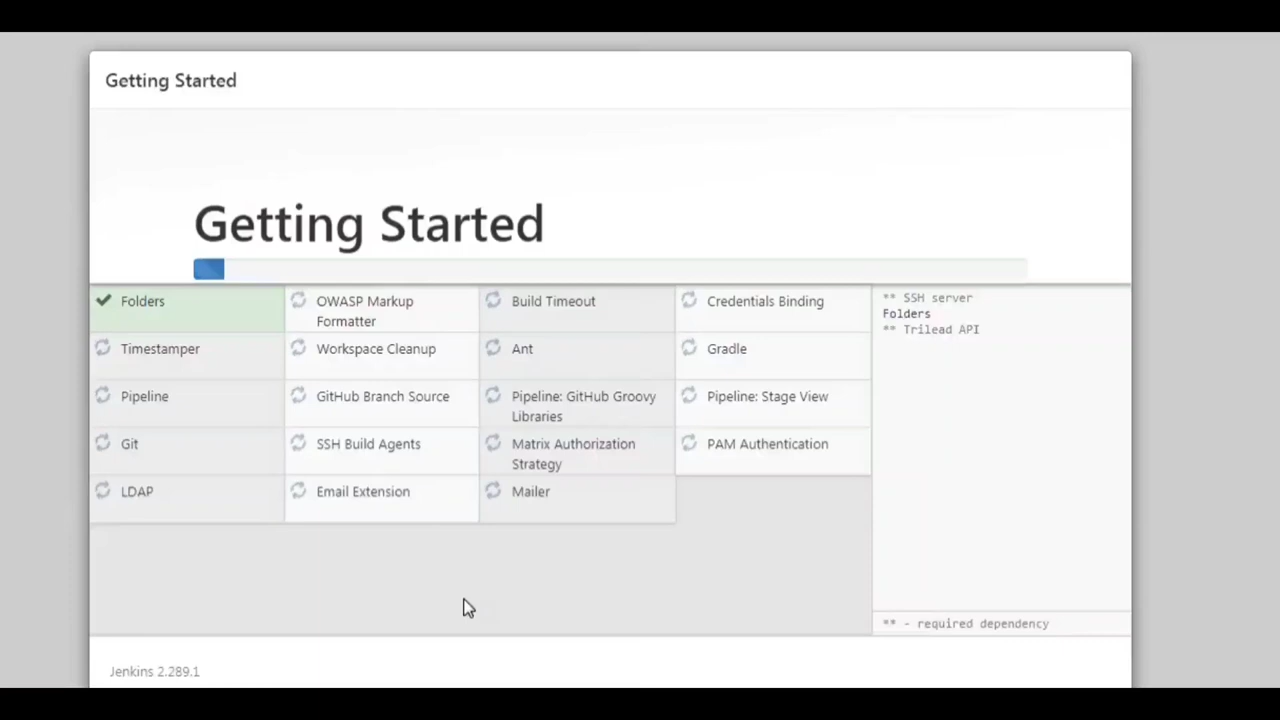 Getting Started
Getting Started
Folders
OWASP Markup
Formatter
Build Timeout
Credentials Binding
Timestamper
Workspace Cleanup
Ant
Gradle
Pipeline
GitHub Branch Source
Pipeline: GitHub Groovy
Libraries
Pipeline: Stage View
Git
SSH Build Agents
Matrix Authorization
Strategy
PAM Authentication
LDAP
Email Extension
Mailer
** SSH server
Folders
** Trilead API
** - required dependency
Jenkins 2.289.1